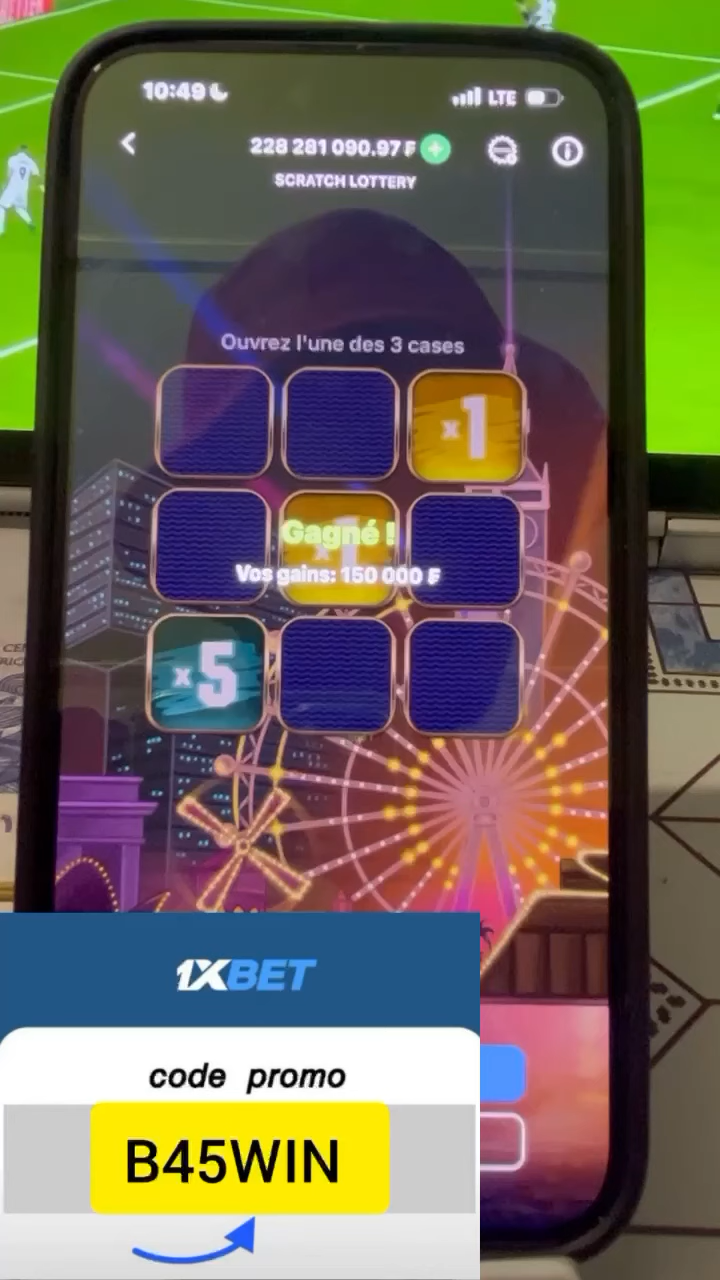 10:49
LTE
228 281 090.97 ₣
SCRATCH LOTTERY
Ouvrez l'une des 3 cases
x1
Gagné !
Vos gains: 150 000 ₣
x5
1XBET
code promo
B45WIN